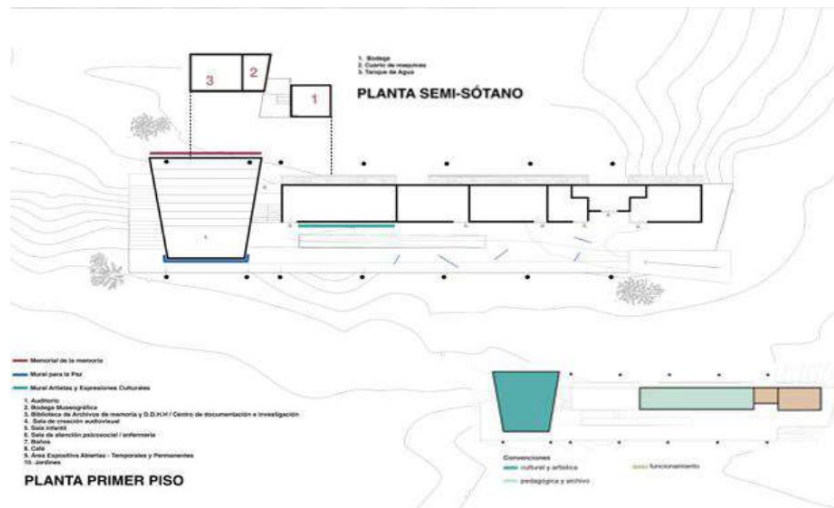 3
2
1
1. Bodega
2. Cuarto de maquinas
3. Tanque de Agua
PLANTA SEMI-SÓTANO
Memorial de la memoria
Mural para la Paz
Mural Artistas y Expresiones Culturales
1. Auditorio
2. Bodega Museográfica
3. Biblioteca de Archivos de memoria y D.D.H.H / Centro de documentación e investigación
4. Sala de creación audiovisual
5. Sala infantil
6. Sala de atención psicosocial / enfermería
7. Baños
8. Café
9. Área Expositiva Abiertas - Temporales y Permanentes
10. Jardines
PLANTA PRIMER PISO
Convenciones
cultural y artística
pedagógica y archivo
funcionamiento